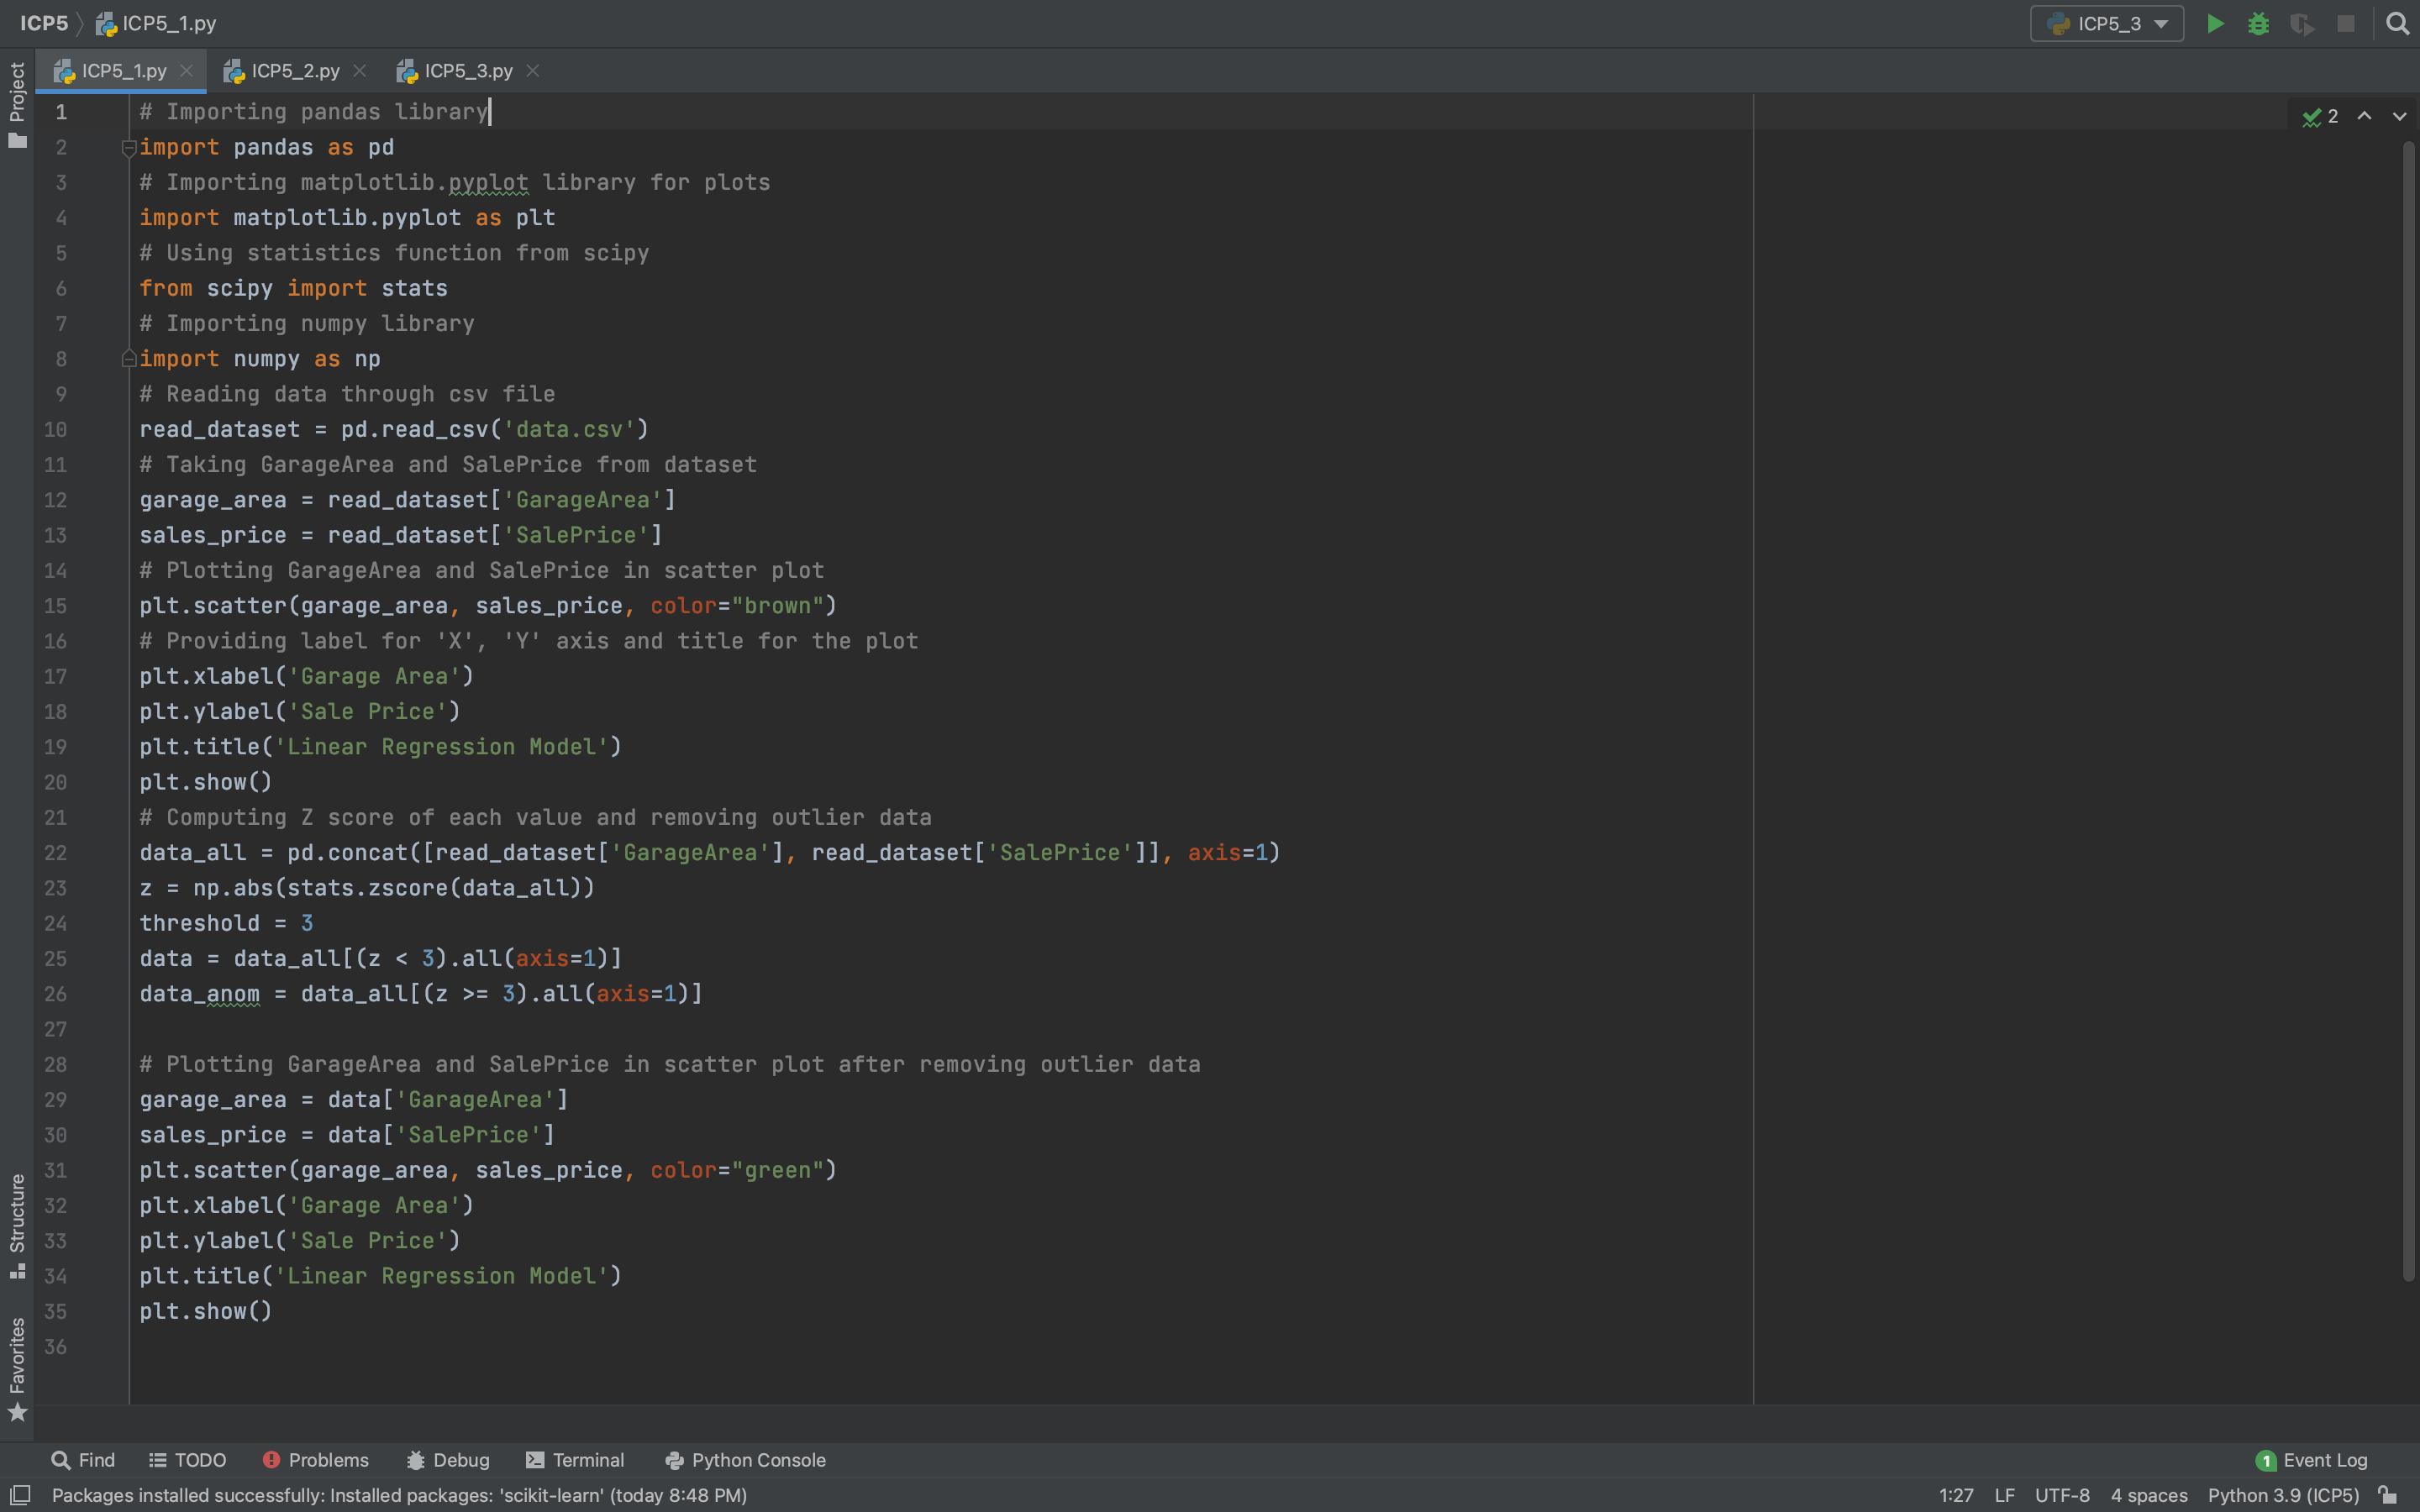 ICP5 ICP5_1.py ICP5_3
ICP5_1.py ICP5_2.py ICP5_3.py
Project
1 # Importing pandas library
2 import pandas as pd
3 # Importing matplotlib.pyplot library for plots
4 import matplotlib.pyplot as plt
5 # Using statistics function from scipy
6 from scipy import stats
7 # Importing numpy library
8 import numpy as np
9 # Reading data through csv file
10 read_dataset = pd.read_csv('data.csv')
11 # Taking GarageArea and SalePrice from dataset
12 garage_area = read_dataset['GarageArea']
13 sales_price = read_dataset['SalePrice']
14 # Plotting GarageArea and SalePrice in scatter plot
15 plt.scatter(garage_area, sales_price, color="brown")
16 # Providing label for 'X', 'Y' axis and title for the plot
17 plt.xlabel('Garage Area')
18 plt.ylabel('Sale Price')
19 plt.title('Linear Regression Model')
20 plt.show()
21 # Computing Z score of each value and removing outlier data
22 data_all = pd.concat([read_dataset['GarageArea'], read_dataset['SalePrice']], axis=1)
23 z = np.abs(stats.zscore(data_all))
24 threshold = 3
25 data = data_all[(z < 3).all(axis=1)]
26 data_anom = data_all[(z >= 3).all(axis=1)]
27
28 # Plotting GarageArea and SalePrice in scatter plot after removing outlier data
29 garage_area = data['GarageArea']
30 sales_price = data['SalePrice']
31 plt.scatter(garage_area, sales_price, color="green")
32 plt.xlabel('Garage Area')
33 plt.ylabel('Sale Price')
34 plt.title('Linear Regression Model')
35 plt.show()
36
2
Structure
Favorites
Find TODO Problems Debug Terminal Python Console 1 Event Log
Packages installed successfully: Installed packages: 'scikit-learn' (today 8:48 PM) 1:27 LF UTF-8 4 spaces Python 3.9 (ICP5)